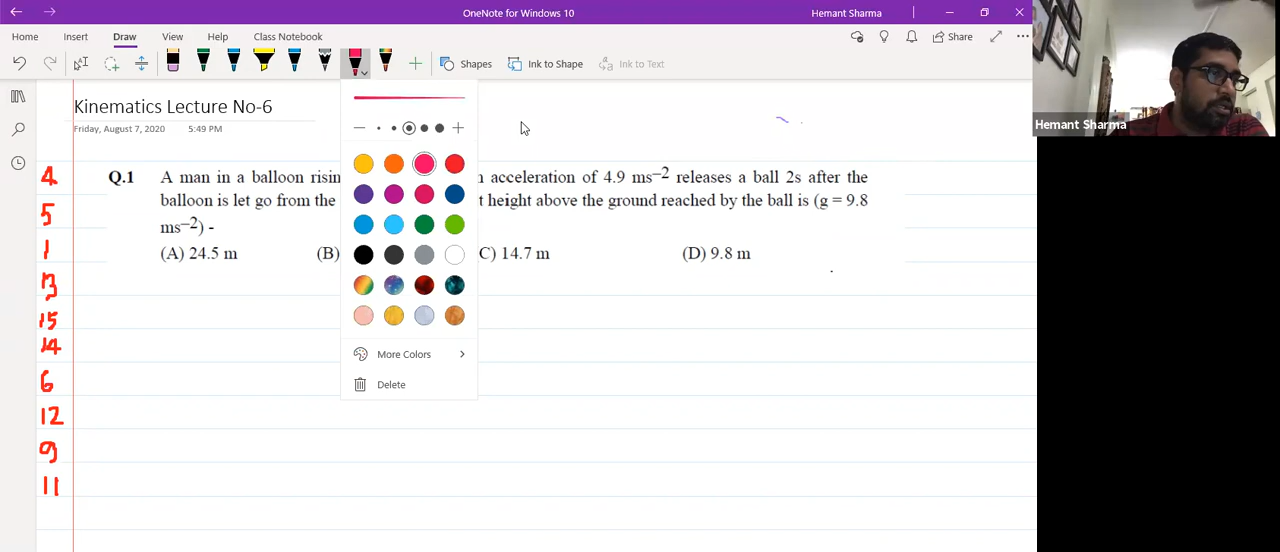 OneNote for Windows 10
Hemant Sharma
Home Insert Draw View Help Class Notebook
Share
Shapes Ink to Shape Ink to Text
Kinematics Lecture No-6
Friday, August 7, 2020 5:49 PM
Hemant Sharma
Q.1 A man in a balloon risin acceleration of 4.9 ms−2 releases a ball 2s after the
balloon is let go from the t height above the ground reached by the ball is (g = 9.8
ms−2) -
(A) 24.5 m (B) C) 14.7 m (D) 9.8 m
More Colors
Delete
4
5
1
13
15
14
6
12
9
11